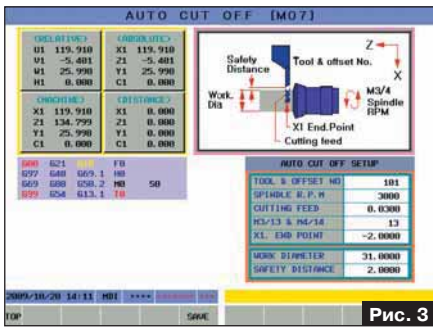 AUTO CUT OFF [M07]
(RELATIVE)
U1 119.910
V1 -5.401
W1 25.990
H1 0.000
(ABSOLUTE)
X1 119.910
Z1 -5.401
Y1 25.990
C1 0.000
(MACHINE)
X1 119.910
Z1 134.799
Y1 25.990
C1 0.000
(DISTANCE)
X1 0.000
Z1 0.000
Y1 0.000
C1 0.000
Safety Distance
Tool & offset No.
Z
X
Work. Dia
M3/4 Spindle RPM
X1 End.Point
Cutting feed
G00 G21 G18 F0
G97 G40 G69.1 H0
G69 G80 G50.2 M0 50
G99 G54 G13.1 T0
AUTO CUT OFF SETUP
TOOL & OFFSET NO 101
SPINDLE R.P.M 3000
CUTTING FEED 0.0300
M3/13 & M4/14 13
X1. END POINT -2.0000
WORK DIAMETER 31.0000
SAFETY DISTANCE 2.0000
2009/10/20 14:11 MDI
TOP
SAVE
Рис. 3